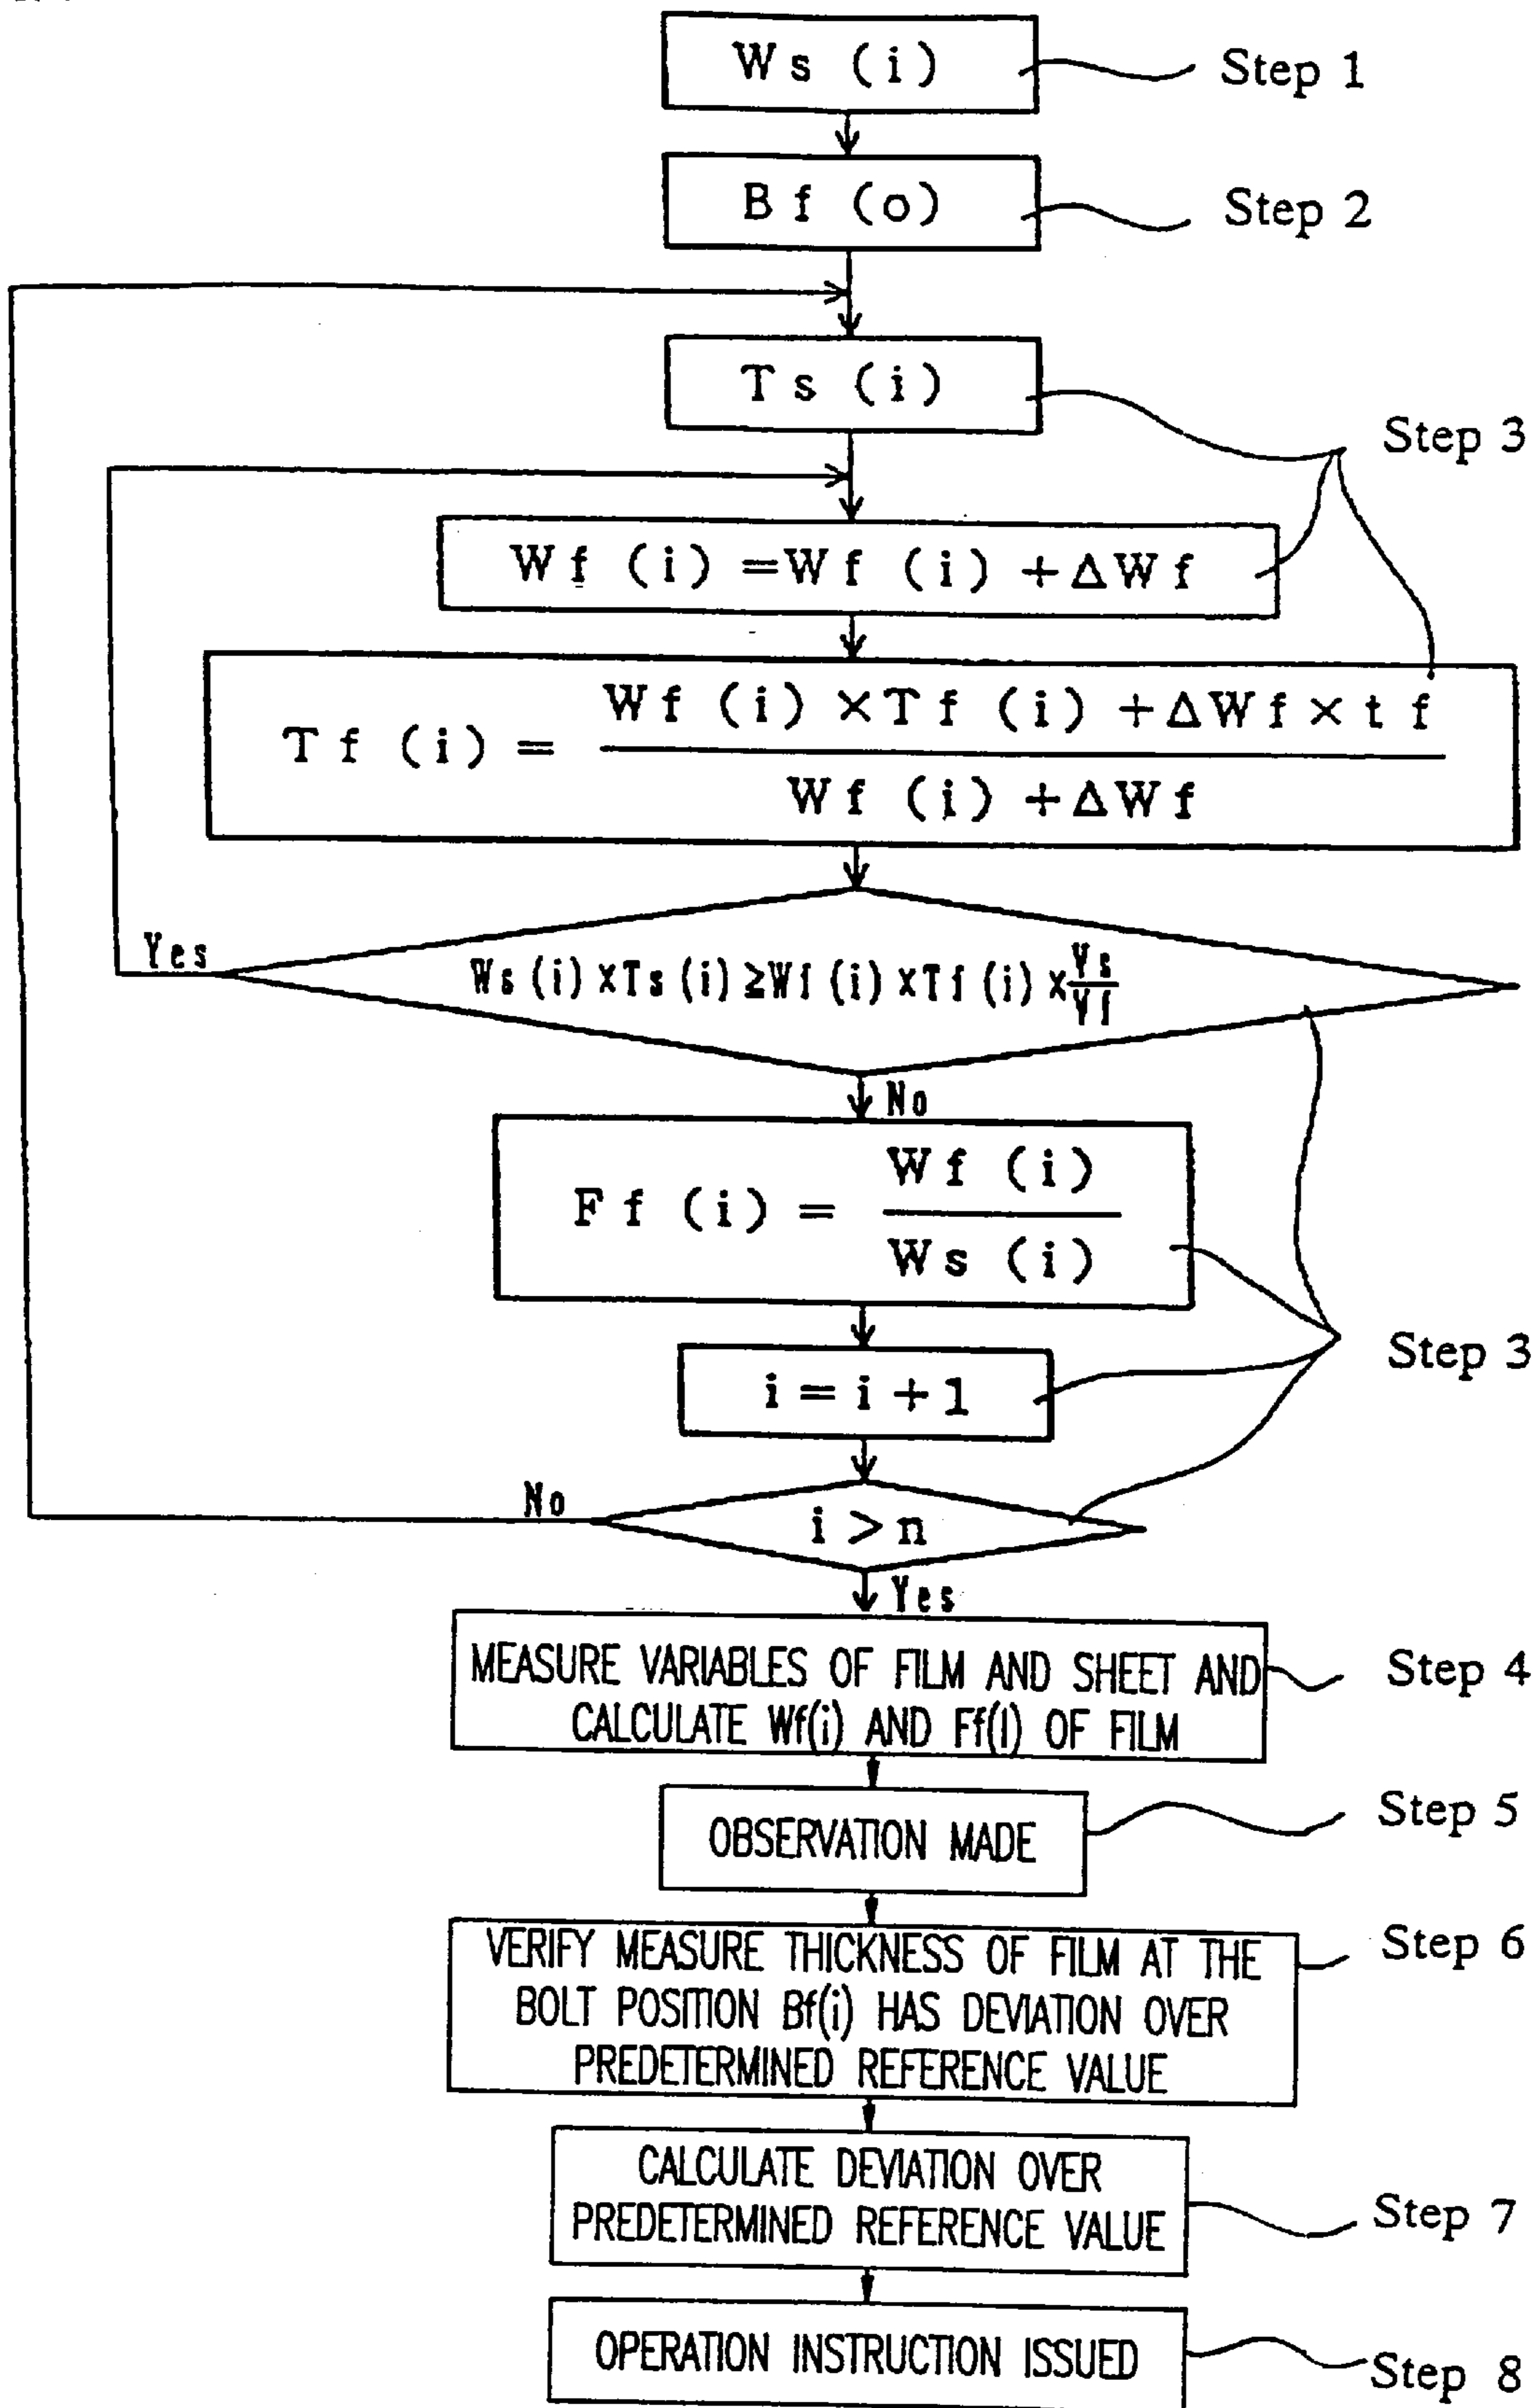 Ws (i)
Step 1
Bf (o)
Step 2
Ts (i)
Step 3
Wf (i) =Wf (i) +ΔWf
Tf (i) = Wf (i) ×Tf (i) +ΔWf×tf
Wf (i) +ΔWf
Yes
Ws(i)×Ts(i)≧Wf(i)×Tf(i)×Vs
Vf
No
Ff (i) = Wf (i)
Ws (i)
Step 3
i=i+1
No
i>n
Yes
MEASURE VARIABLES OF FILM AND SHEET AND
CALCULATE Wf(i) AND Ff(I) OF FILM
Step 4
OBSERVATION MADE
Step 5
VERIFY MEASURE THICKNESS OF FILM AT THE
BOLT POSITION Bf(i) HAS DEVIATION OVER
PREDETERMINED REFERENCE VALUE
Step 6
CALCULATE DEVIATION OVER
PREDETERMINED REFERENCE VALUE
Step 7
OPERATION INSTRUCTION ISSUED
Step 8